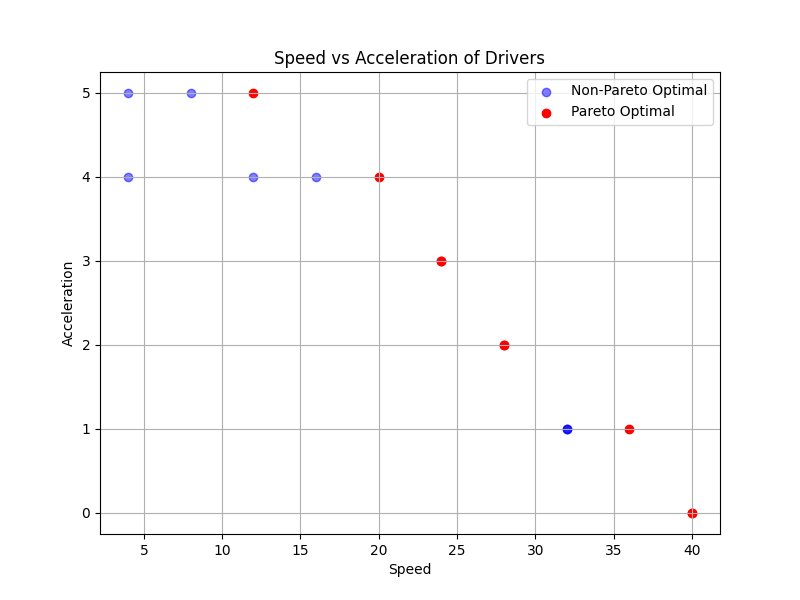 Speed vs Acceleration of Drivers
Non-Pareto Optimal
Pareto Optimal
Acceleration
5
4
3
2
1
0
5 10 15 20 25 30 35 40
Speed